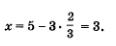 x = 5 − 3 · 2/3 = 3.